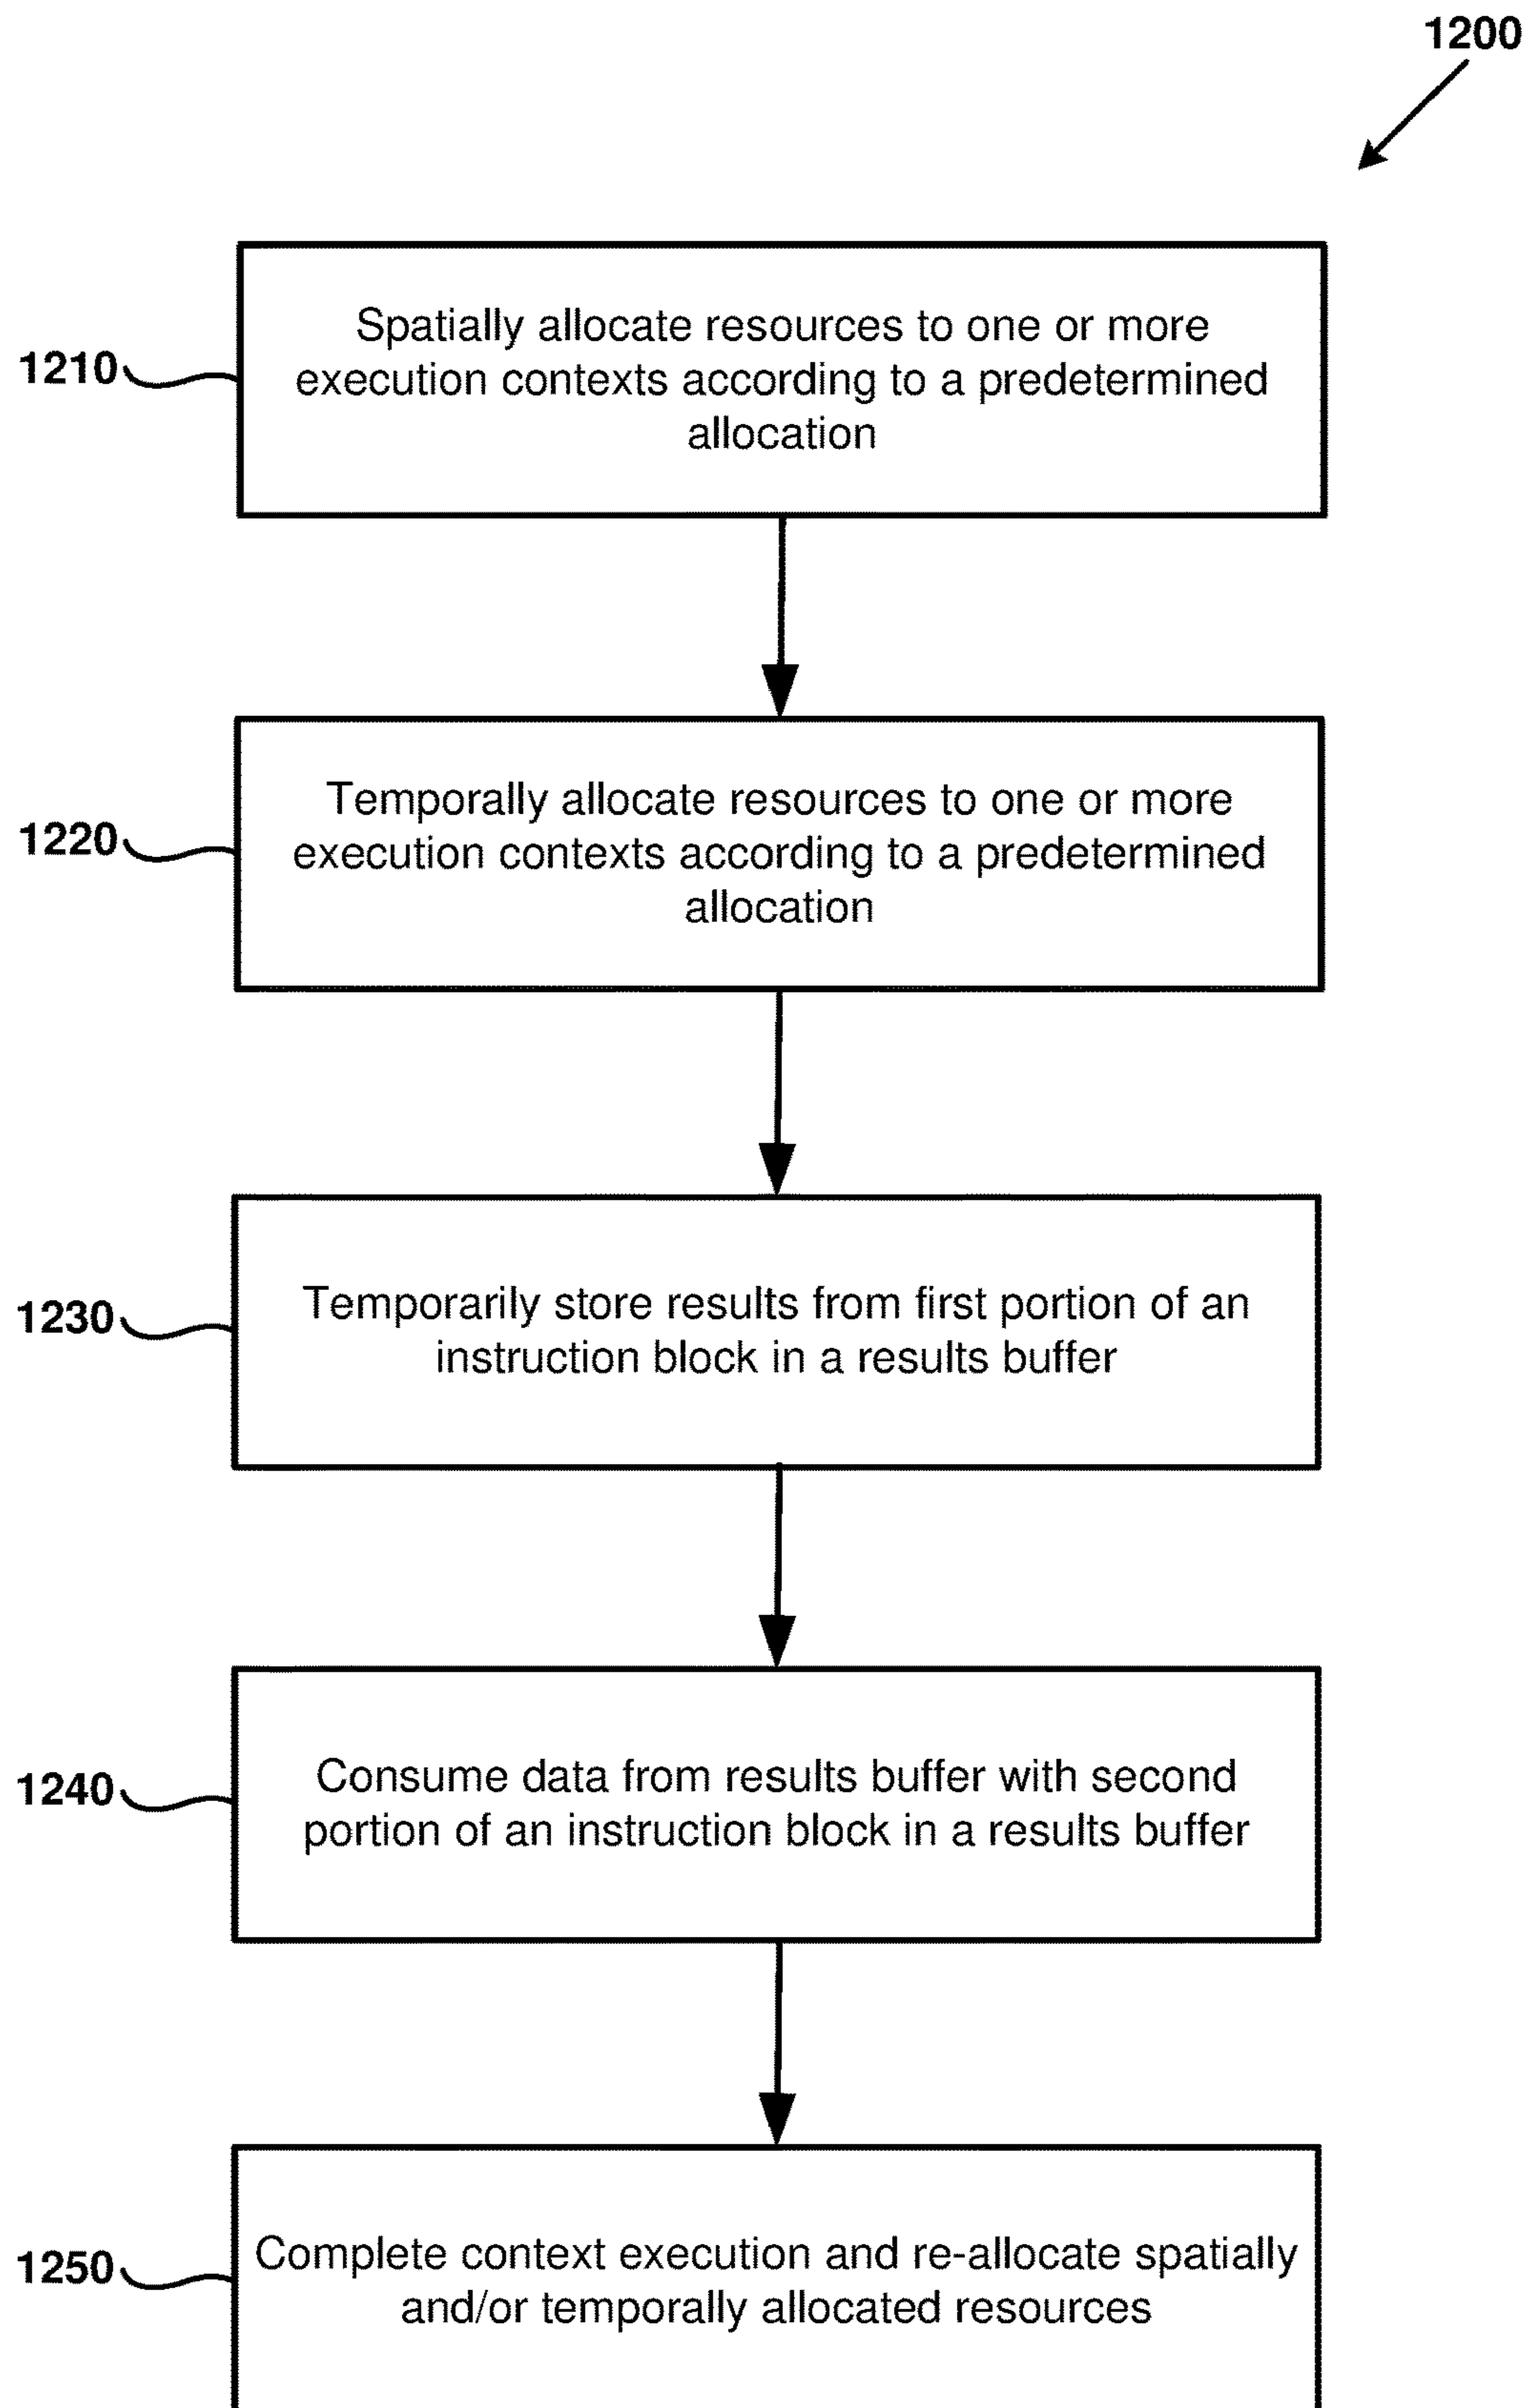 1200
1210
Spatially allocate resources to one or more
execution contexts according to a predetermined
allocation
1220
Temporally allocate resources to one or more
execution contexts according to a predetermined
allocation
1230
Temporarily store results from first portion of an
instruction block in a results buffer
1240
Consume data from results buffer with second
portion of an instruction block in a results buffer
1250
Complete context execution and re-allocate spatially
and/or temporally allocated resources